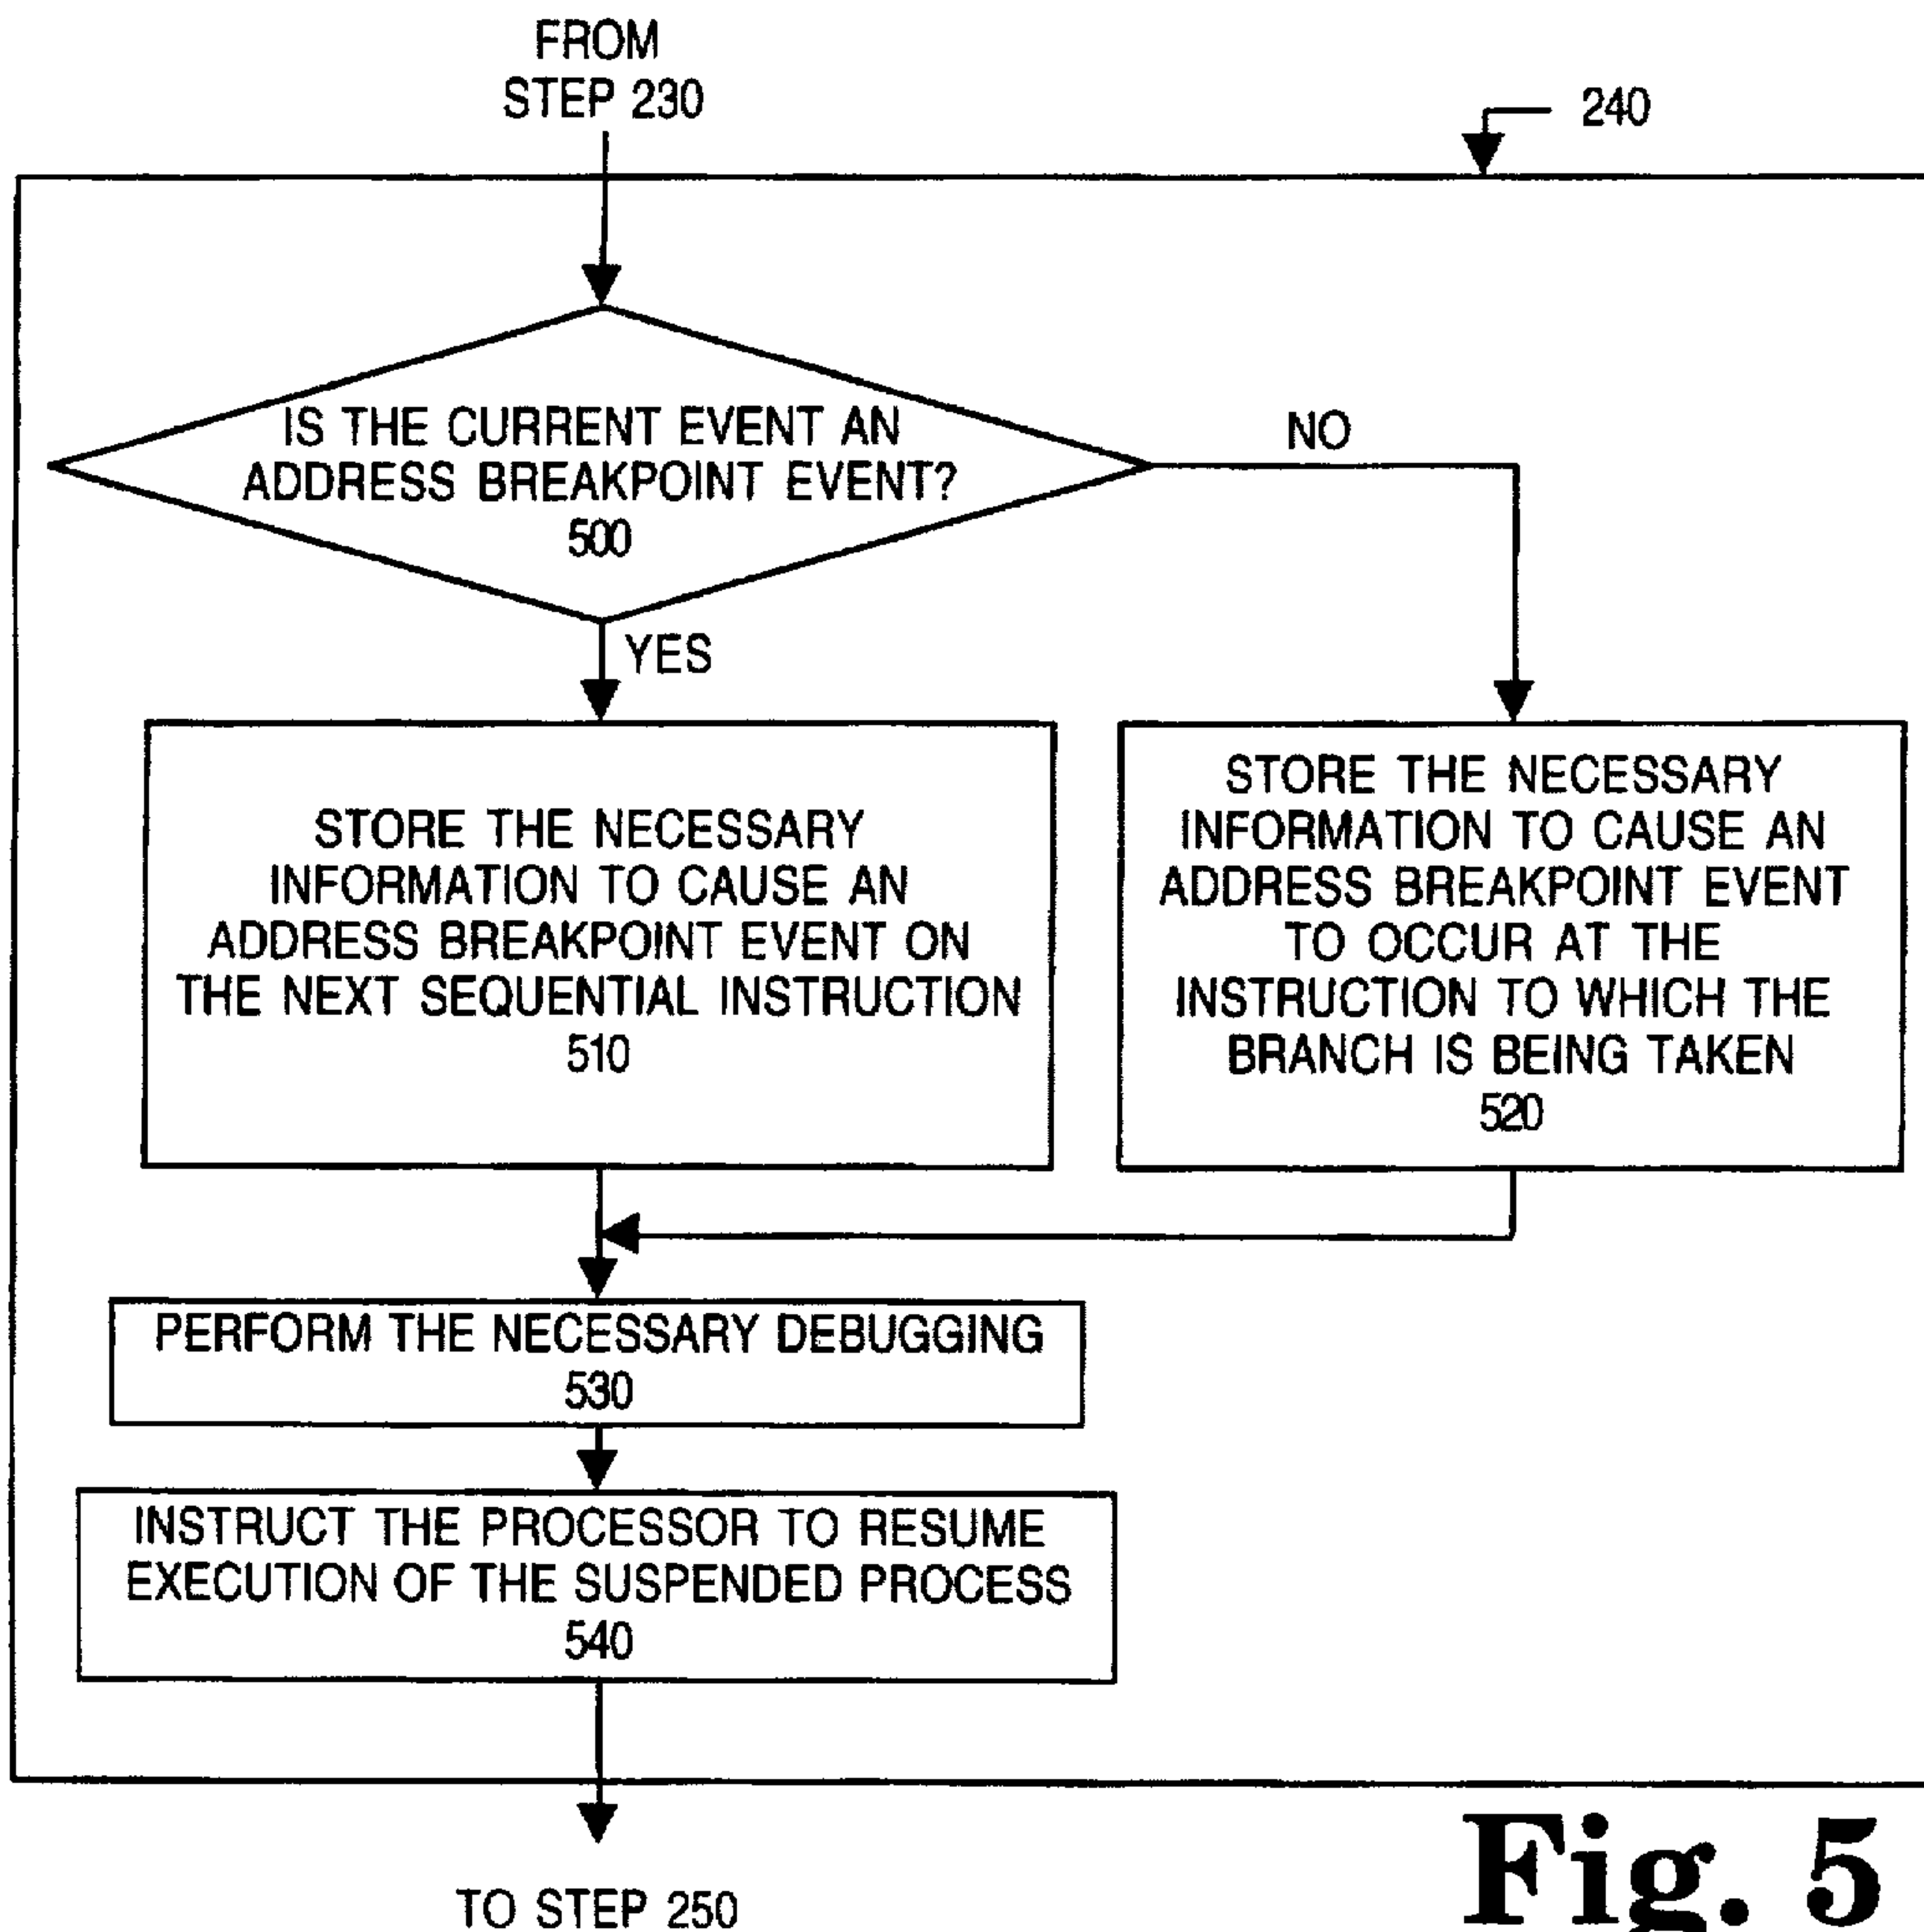 FROM
STEP 230
240
IS THE CURRENT EVENT AN
ADDRESS BREAKPOINT EVENT?
500
NO
YES
STORE THE NECESSARY
INFORMATION TO CAUSE AN
ADDRESS BREAKPOINT EVENT ON
THE NEXT SEQUENTIAL INSTRUCTION
510
STORE THE NECESSARY
INFORMATION TO CAUSE AN
ADDRESS BREAKPOINT EVENT
TO OCCUR AT THE
INSTRUCTION TO WHICH THE
BRANCH IS BEING TAKEN
520
PERFORM THE NECESSARY DEBUGGING
530
INSTRUCT THE PROCESSOR TO RESUME
EXECUTION OF THE SUSPENDED PROCESS
540
TO STEP 250
Fig. 5